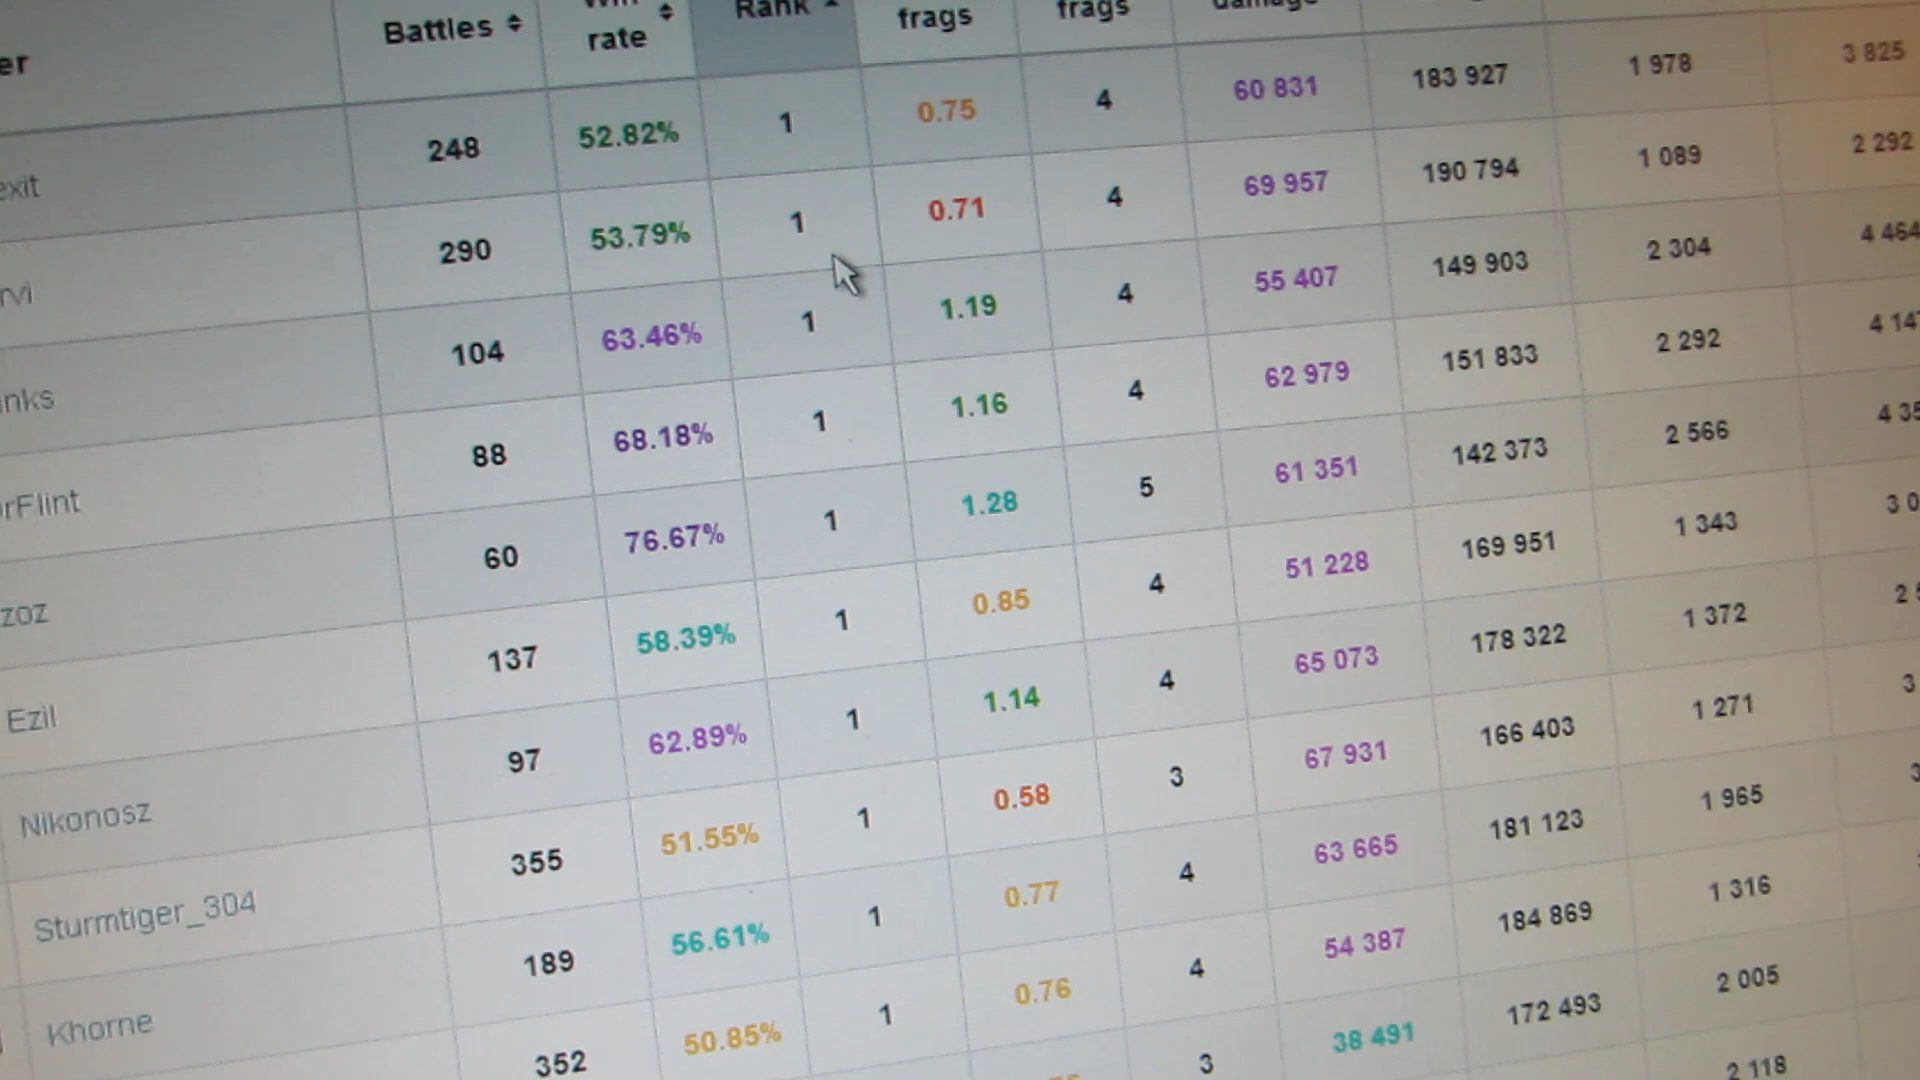 er Battles Win rate Rank frags frags damage
exit 248 52.82% 1 0.75 4 60 831 183 927 1 978 3 825
rvi 290 53.79% 1 0.71 4 69 957 190 794 1 089 2 292
inks 104 63.46% 1 1.19 4 55 407 149 903 2 304 4 464
rFlint 88 68.18% 1 1.16 4 62 979 151 833 2 292 4 14
zoz 60 76.67% 1 1.28 5 61 351 142 373 2 566 4 35
Ezil 137 58.39% 1 0.85 4 51 228 169 951 1 343 3 0
Nikonosz 97 62.89% 1 1.14 4 65 073 178 322 1 372 2 5
Sturmtiger_304 355 51.55% 1 0.58 3 67 931 166 403 1 271 3
Khorne 189 56.61% 1 0.77 4 63 665 181 123 1 965 3
352 50.85% 1 0.76 4 54 387 184 869 1 316
3 38 491 172 493 2 005
2 118